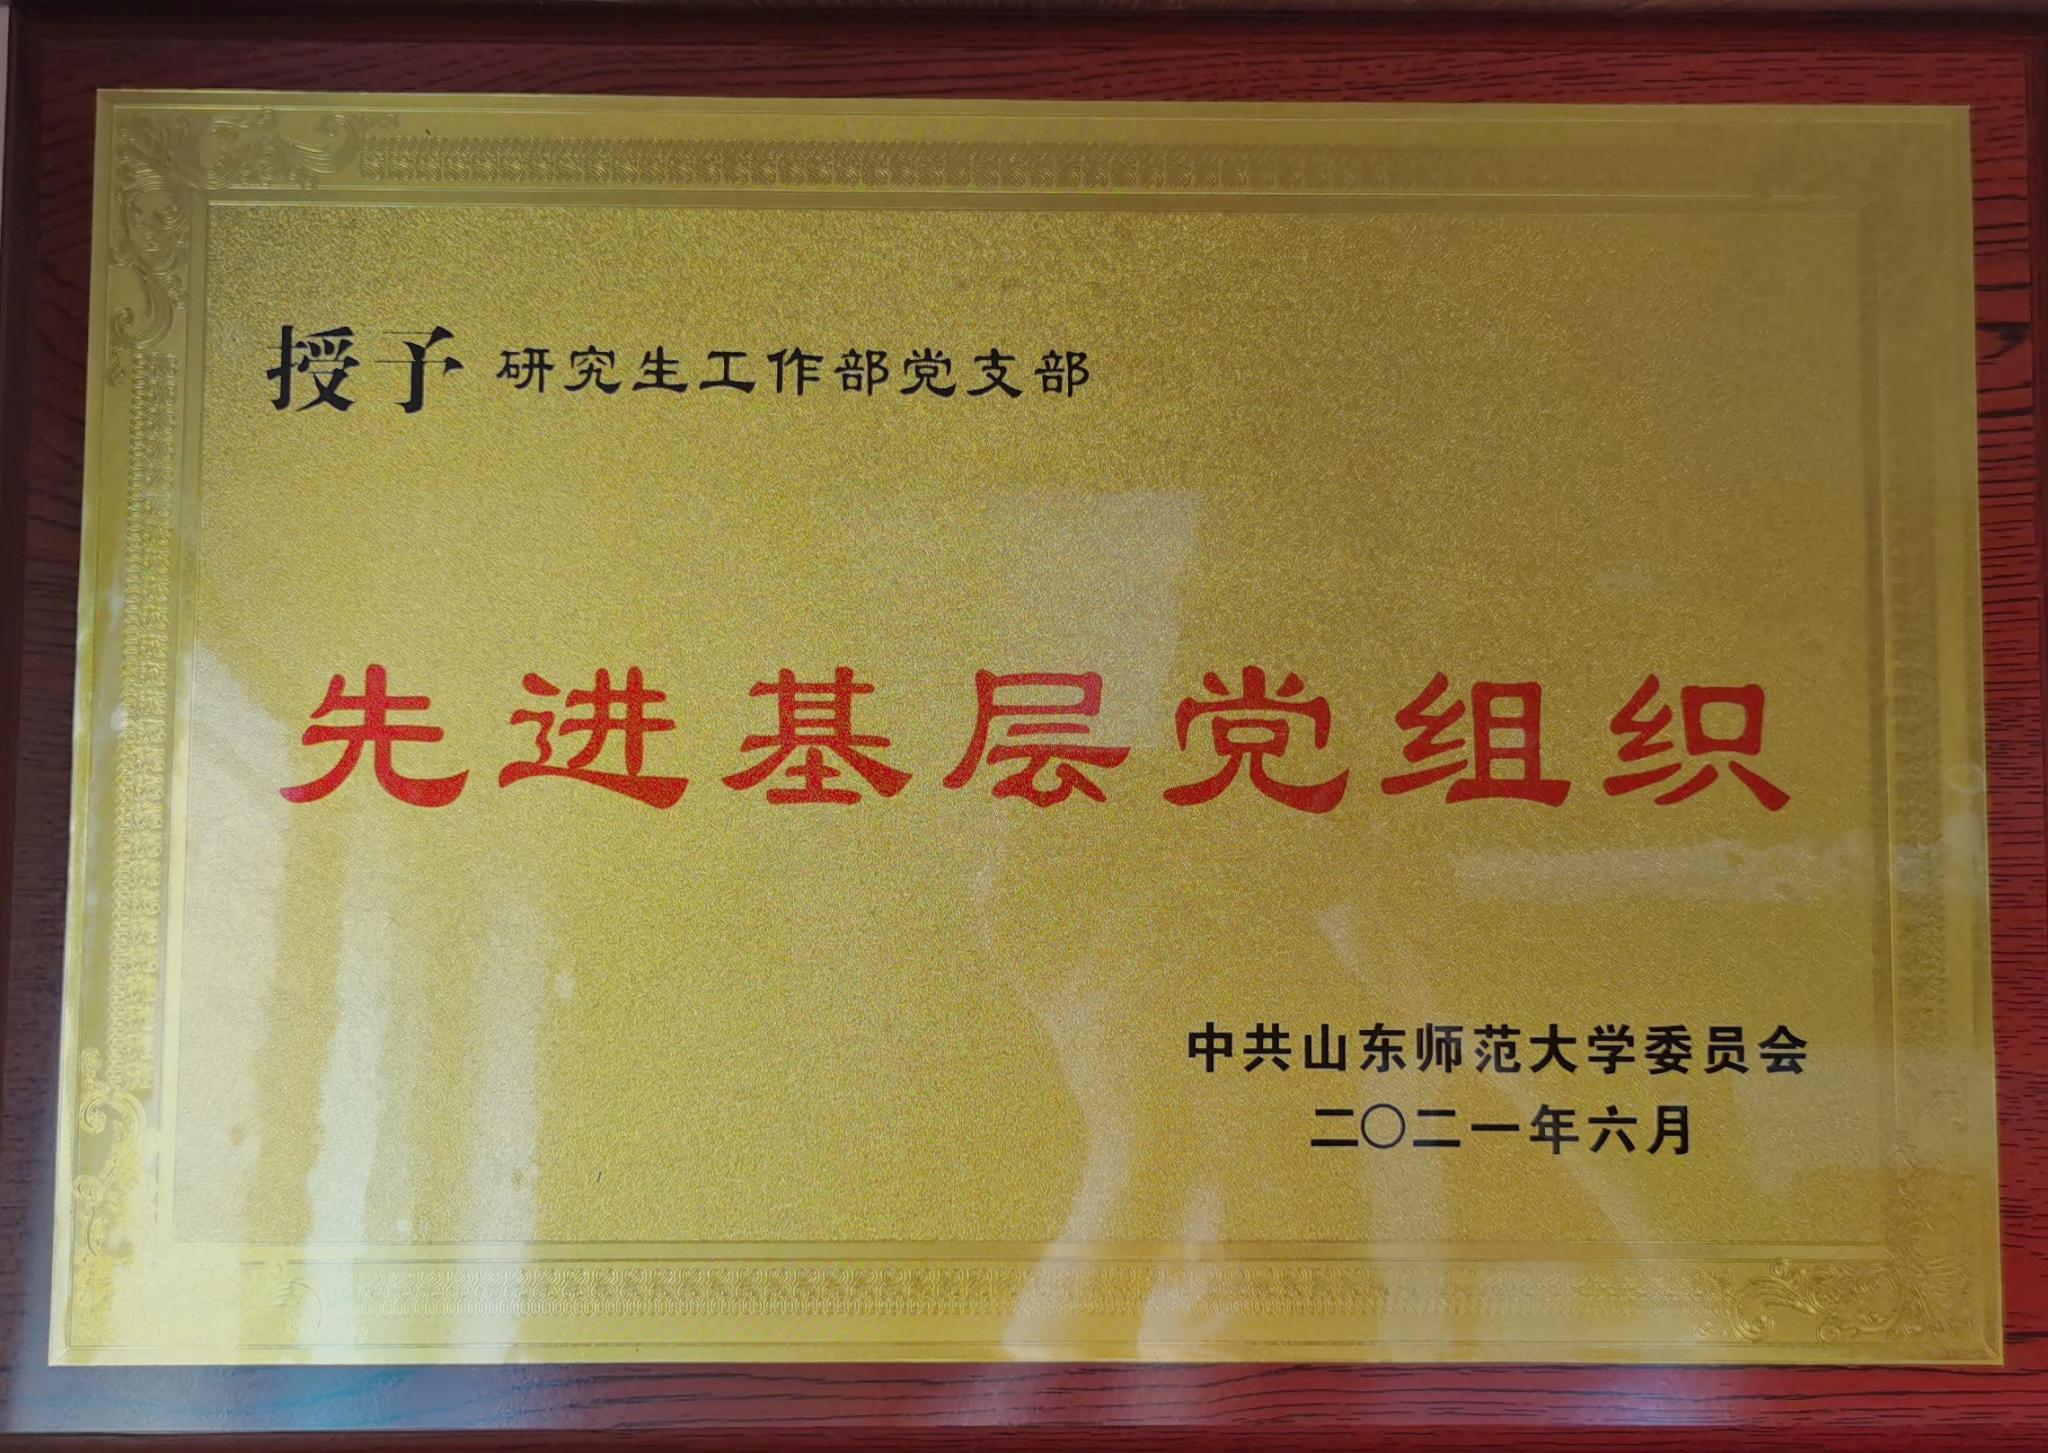 授予 研究生工作部党支部
先进基层党组织
中共山东师范大学委员会
二〇二一年六月